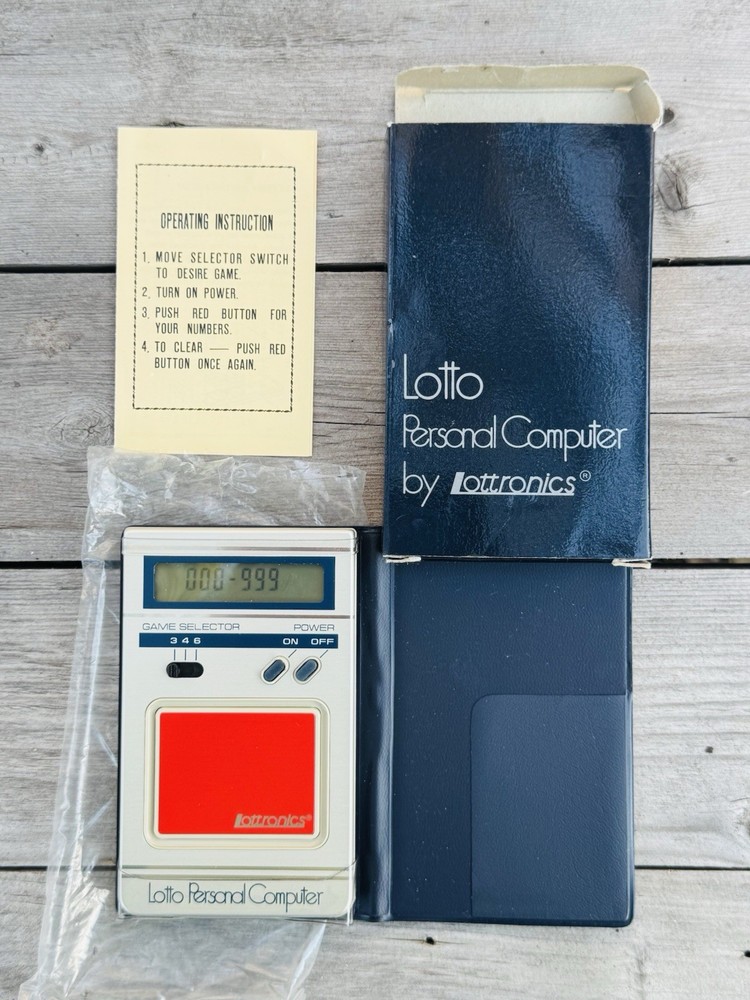 OPERATING INSTRUCTION
1. MOVE SELECTOR SWITCH
TO DESIRE GAME.
2. TURN ON POWER.
3. PUSH RED BUTTON FOR
YOUR NUMBERS.
4. TO CLEAR — PUSH RED
BUTTON ONCE AGAIN.
Lotto
Personal Computer
by Lottronics®
000-999
GAME SELECTOR POWER
3 4 6 ON OFF
Lottronics®
Lotto Personal Computer